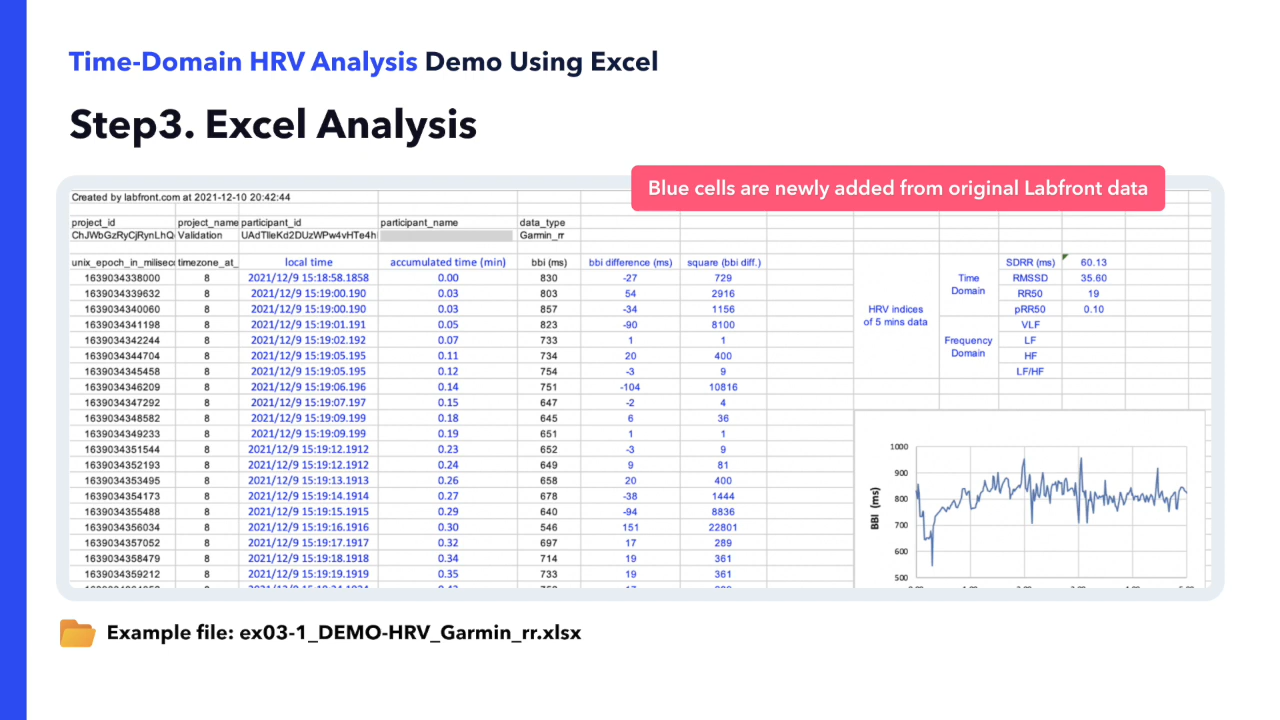 Time-Domain HRV Analysis Demo Using Excel
Step3. Excel Analysis
Blue cells are newly added from original Labfront data
Created by labfront.com at 2021-12-10 20:42:44
project_id project_name participant_id participant_name data_type
ChJWbGzRyCjRynLhQ Validation UAdTlleKd2DUzWPw4vHTe4h Garmin_rr
unix_epoch_in_milisec timezone_at_ local time accumulated time (min) bbi (ms) bbi difference (ms) square (bbi diff.)
1639034338000 8 2021/12/9 15:18:58.1858 0.00 830 -27 729
1639034339632 8 2021/12/9 15:19:00.190 0.03 803 54 2916
1639034340060 8 2021/12/9 15:19:00.190 0.03 857 -34 1156
1639034341198 8 2021/12/9 15:19:01.191 0.05 823 -90 8100
1639034342244 8 2021/12/9 15:19:02.192 0.07 733 1 1
1639034344704 8 2021/12/9 15:19:05.195 0.11 734 20 400
1639034345458 8 2021/12/9 15:19:05.195 0.12 754 -3 9
1639034346209 8 2021/12/9 15:19:06.196 0.14 751 -104 10816
1639034347292 8 2021/12/9 15:19:07.197 0.15 647 -2 4
1639034348582 8 2021/12/9 15:19:09.199 0.18 645 6 36
1639034349233 8 2021/12/9 15:19:09.199 0.19 651 1 1
1639034351544 8 2021/12/9 15:19:12.1912 0.23 652 -3 9
1639034352193 8 2021/12/9 15:19:12.1912 0.24 649 9 81
1639034353495 8 2021/12/9 15:19:13.1913 0.26 658 20 400
1639034354173 8 2021/12/9 15:19:14.1914 0.27 678 -38 1444
1639034355488 8 2021/12/9 15:19:15.1915 0.29 640 -94 8836
1639034356034 8 2021/12/9 15:19:16.1916 0.30 546 151 22801
1639034357052 8 2021/12/9 15:19:17.1917 0.32 697 17 289
1639034358479 8 2021/12/9 15:19:18.1918 0.34 714 19 361
1639034359212 8 2021/12/9 15:19:19.1919 0.35 733 19 361
HRV indices
of 5 mins data
Time
Domain
SDRR (ms) 60.13
RMSSD 35.60
RR50 19
pRR50 0.10
Frequency
Domain
VLF
LF
HF
LF/HF
BBI (ms)
1000
900
800
700
600
500
Example file: ex03-1_DEMO-HRV_Garmin_rr.xlsx